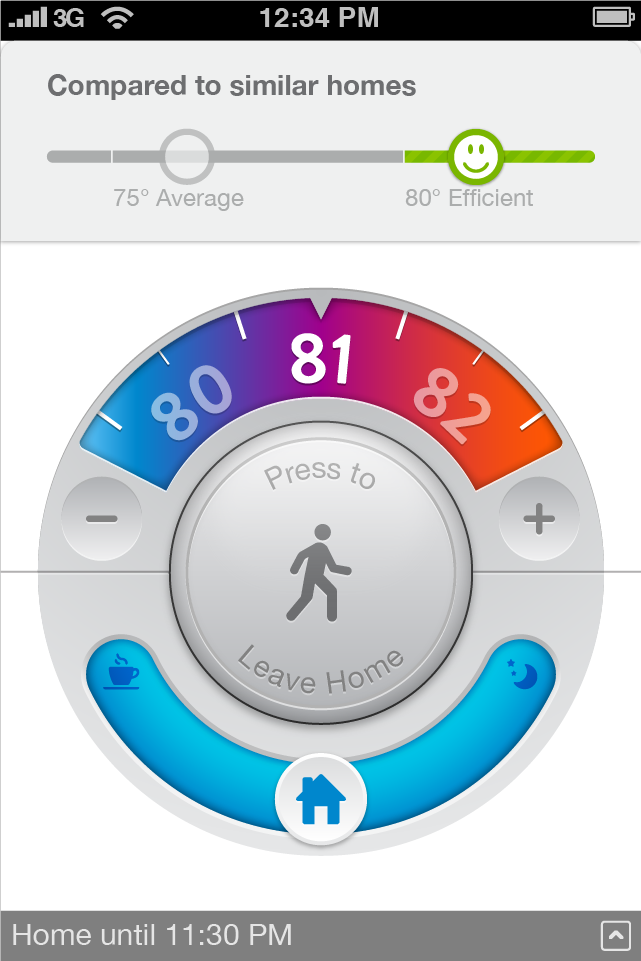 3G 12:34 PM
Compared to similar homes
75° Average 80° Efficient
80 81 82
Press to
Leave Home
Home until 11:30 PM